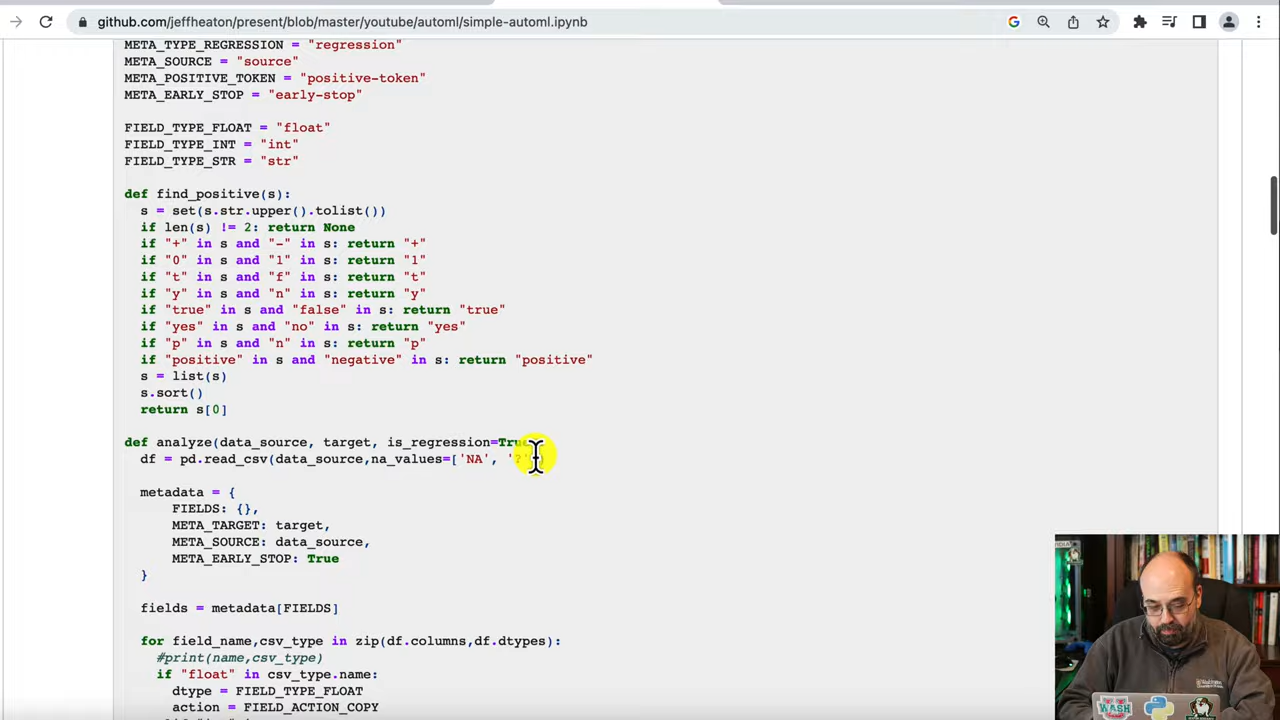 github.com/jeffheaton/present/blob/master/youtube/automl/simple-automl.ipynb
META_TYPE_REGRESSION = "regression"
META_SOURCE = "source"
META_POSITIVE_TOKEN = "positive-token"
META_EARLY_STOP = "early-stop"
FIELD_TYPE_FLOAT = "float"
FIELD_TYPE_INT = "int"
FIELD_TYPE_STR = "str"
def find_positive(s):
s = set(s.str.upper().tolist())
if len(s) != 2: return None
if "+" in s and "-" in s: return "+"
if "0" in s and "1" in s: return "1"
if "t" in s and "f" in s: return "t"
if "y" in s and "n" in s: return "y"
if "true" in s and "false" in s: return "true"
if "yes" in s and "no" in s: return "yes"
if "p" in s and "n" in s: return "p"
if "positive" in s and "negative" in s: return "positive"
s = list(s)
s.sort()
return s[0]
def analyze(data_source, target, is_regression=True
df = pd.read_csv(data_source,na_values=['NA', '?'
metadata = {
FIELDS: {},
META_TARGET: target,
META_SOURCE: data_source,
META_EARLY_STOP: True
}
fields = metadata[FIELDS]
for field_name,csv_type in zip(df.columns,df.dtypes):
#print(name,csv_type)
if "float" in csv_type.name:
dtype = FIELD_TYPE_FLOAT
action = FIELD_ACTION_COPY
WASH